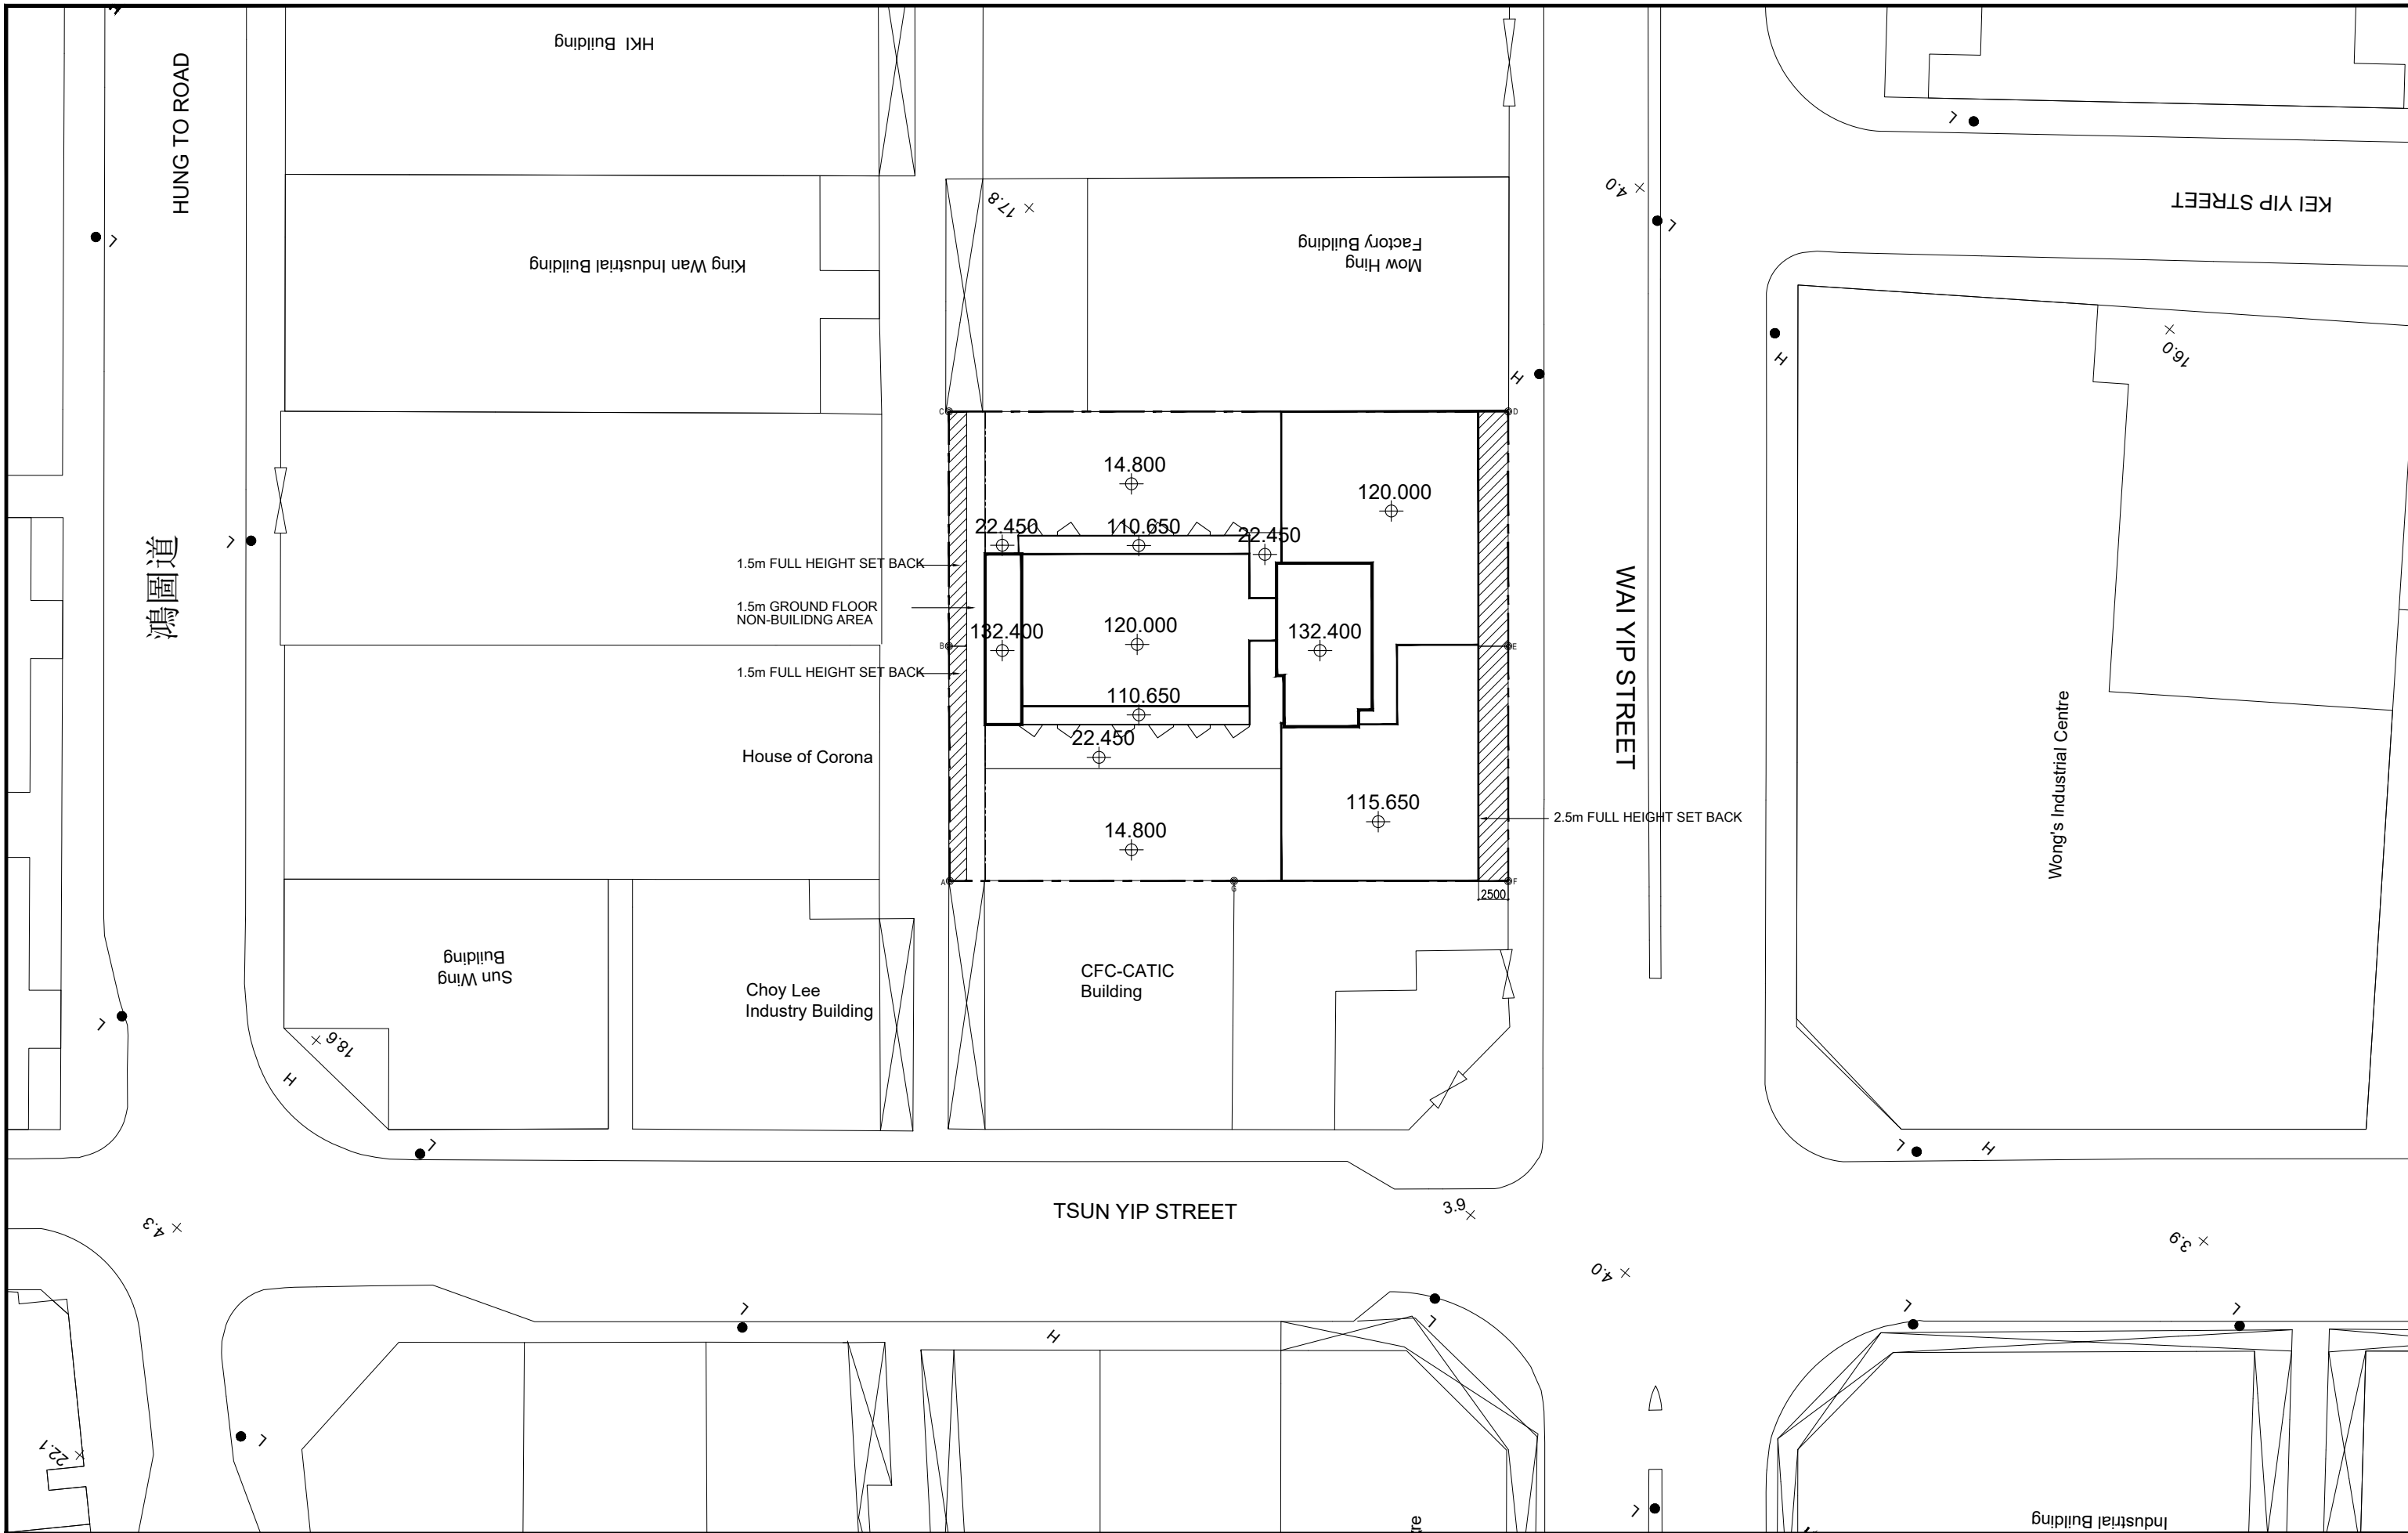 HKI Building
HUNG TO ROAD
L
4.0
KEI YIP STREET
17.8
L
L
King Wan Industrial Building
Mow Hing
Factory Building
H
16.0
H
C
D
14.800
120.000
22.450
110.650
22.450
L
1.5m FULL HEIGHT SET BACK
鴻圖道
1.5m GROUND FLOOR
NON-BUILIDNG AREA
132.400
120.000
132.400
B
E
WAI YIP STREET
1.5m FULL HEIGHT SET BACK
110.650
22.450
House of Corona
Wong's Industrial Centre
115.650
14.800
2.5m FULL HEIGHT SET BACK
A
G
F
2500
Sun Wing
Building
CFC-CATIC
Building
Choy Lee
Industry Building
L
18.6
H
L
L
H
TSUN YIP STREET
3.9
4.3
3.9
4.0
L
L
L
L
H
22.1
L
L
Industrial Building